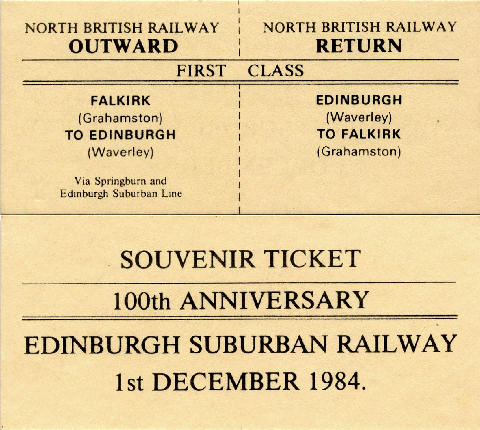 NORTH BRITISH RAILWAY
OUTWARD
NORTH BRITISH RAILWAY
RETURN
FIRST CLASS
FALKIRK
(Grahamston)
TO EDINBURGH
(Waverley)
Via Springburn and
Edinburgh Suburban Line
EDINBURGH
(Waverley)
TO FALKIRK
(Grahamston)
SOUVENIR TICKET
100th ANNIVERSARY
EDINBURGH SUBURBAN RAILWAY
1st DECEMBER 1984.